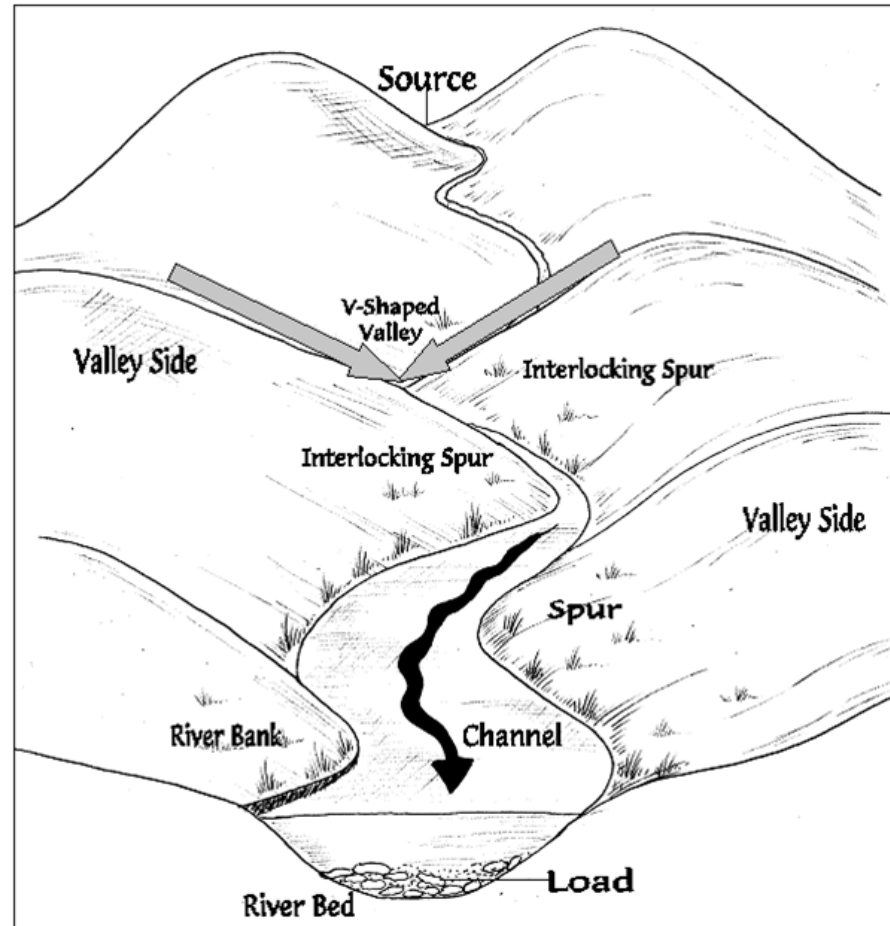 Source
V-Shaped
Valley
Valley Side
Interlocking Spur
Interlocking Spur
Valley Side
Spur
River Bank
Channel
Load
River Bed